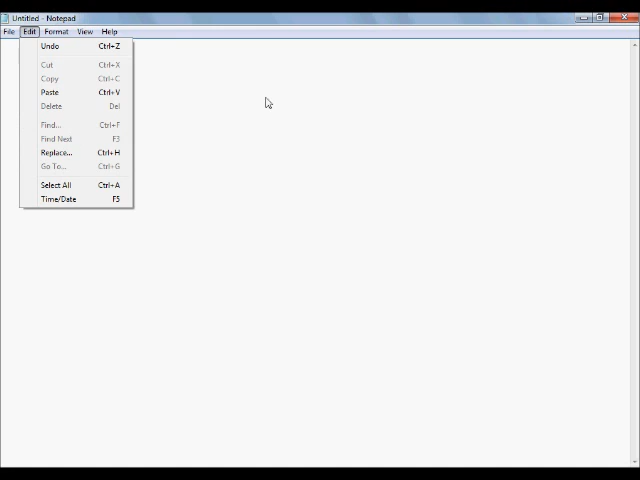 Untitled - Notepad
File Edit Format View Help
Undo Ctrl+Z
Cut Ctrl+X
Copy Ctrl+C
Paste Ctrl+V
Delete Del
Find... Ctrl+F
Find Next F3
Replace... Ctrl+H
Go To... Ctrl+G
Select All Ctrl+A
Time/Date F5